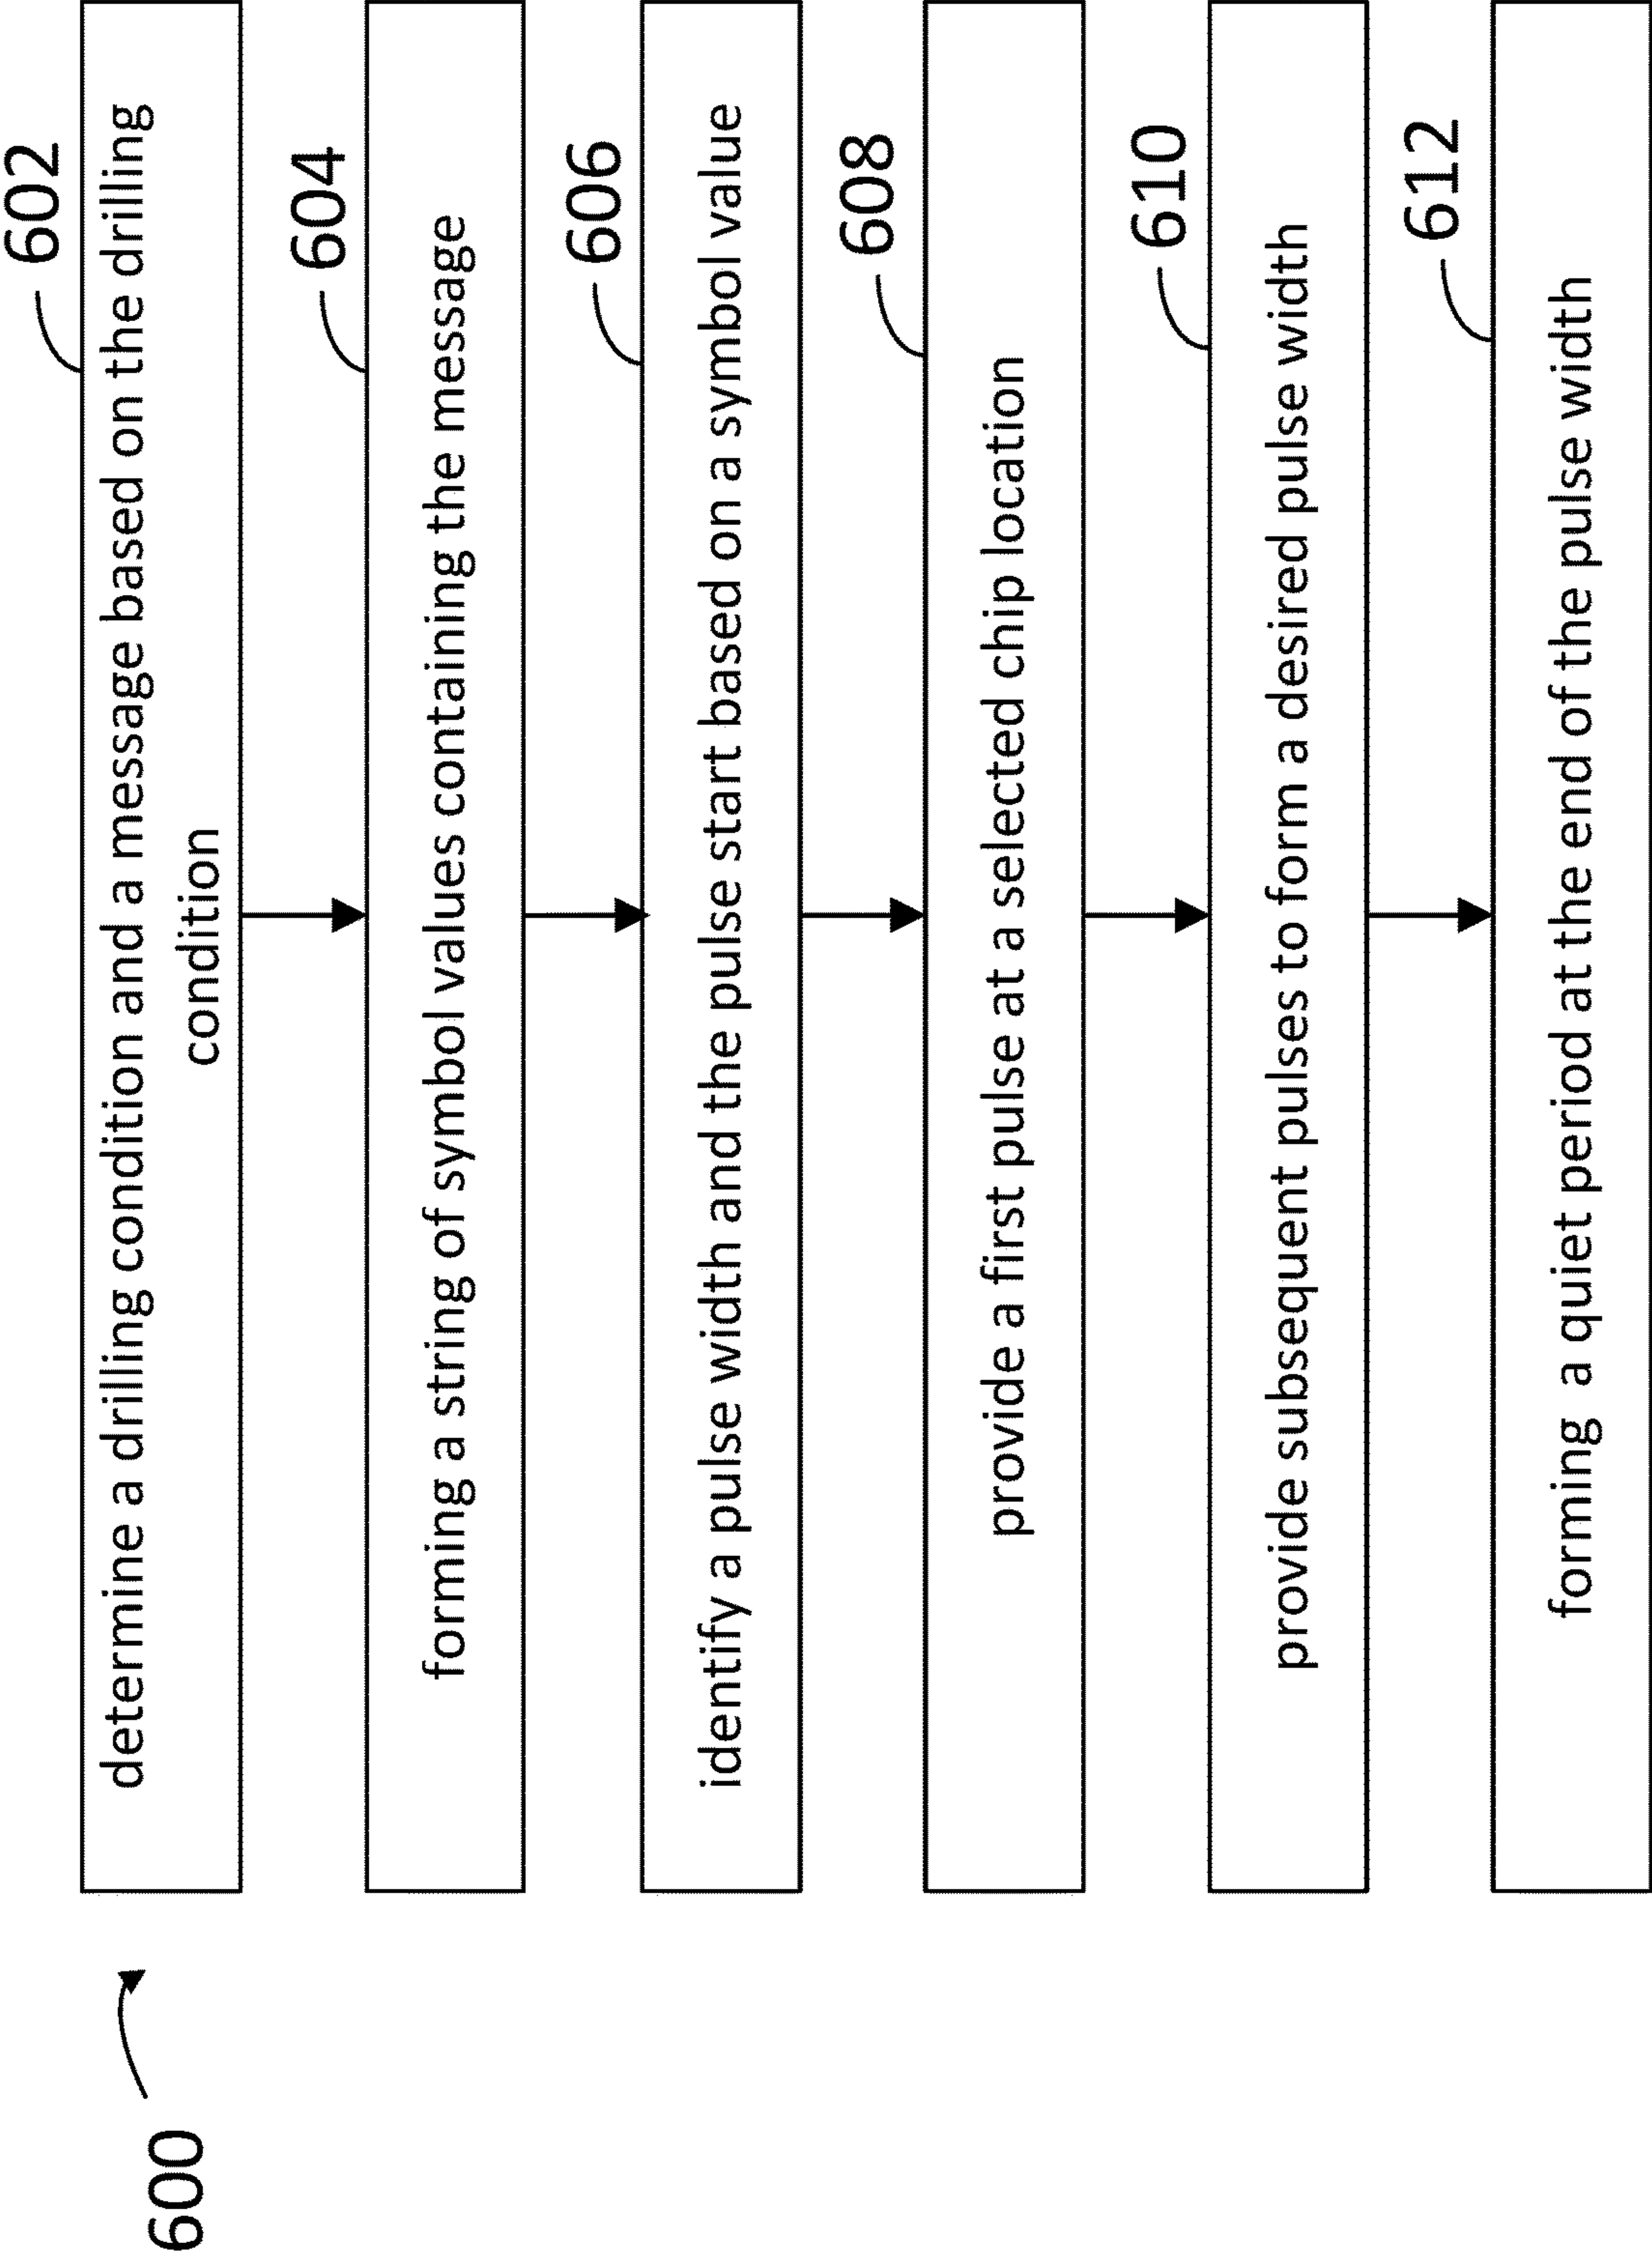 600
602
determine a drilling condition and a message based on the drilling
condition
604
forming a string of symbol values containing the message
606
identify a pulse width and the pulse start based on a symbol value
608
provide a first pulse at a selected chip location
610
provide subsequent pulses to form a desired pulse width
612
forming a quiet period at the end of the pulse width